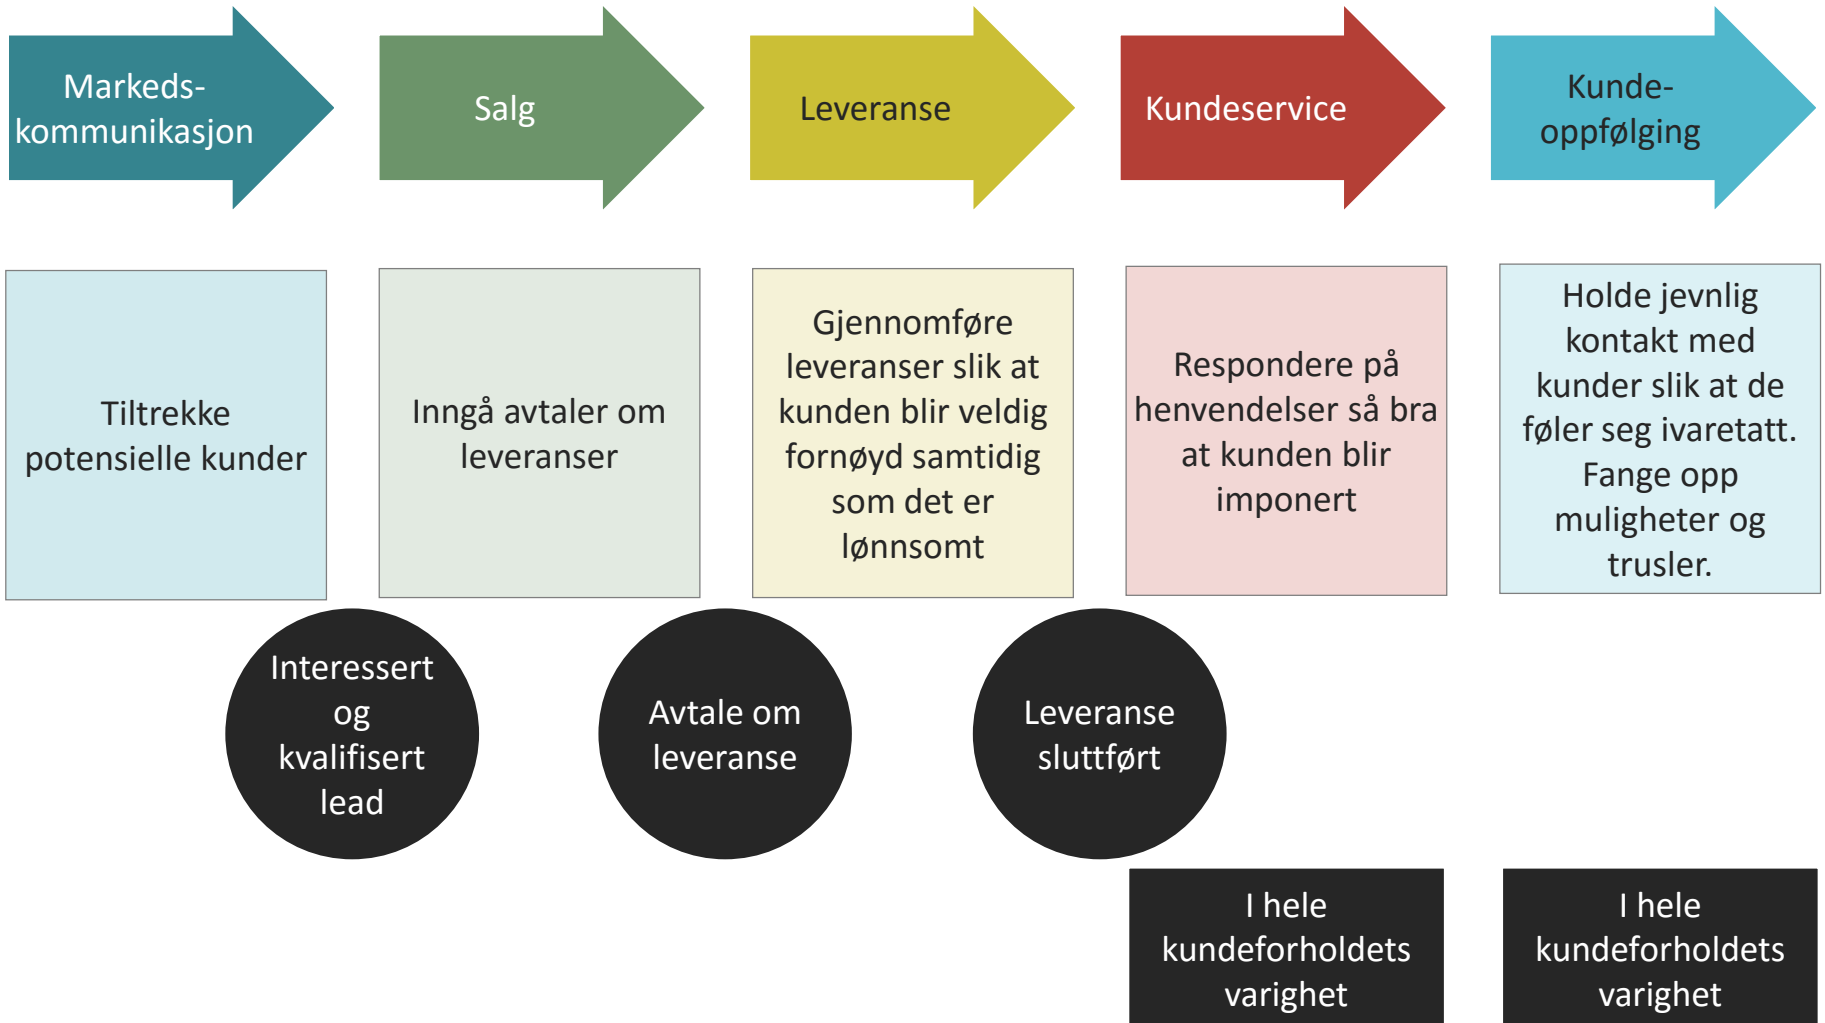 Markeds-
kommunikasjon
Salg
Leveranse
Kundeservice
Kunde-
oppfølging
Tiltrekke
potensielle kunder
Inngå avtaler om
leveranser
Gjennomføre
leveranser slik at
kunden blir veldig
fornøyd samtidig
som det er
lønnsomt
Respondere på
henvendelser så bra
at kunden blir
imponert
Holde jevnlig
kontakt med
kunder slik at de
føler seg ivaretatt.
Fange opp
muligheter og
trusler.
Interessert
og
kvalifisert
lead
Avtale om
leveranse
Leveranse
sluttført
I hele
kundeforholdets
varighet
I hele
kundeforholdets
varighet